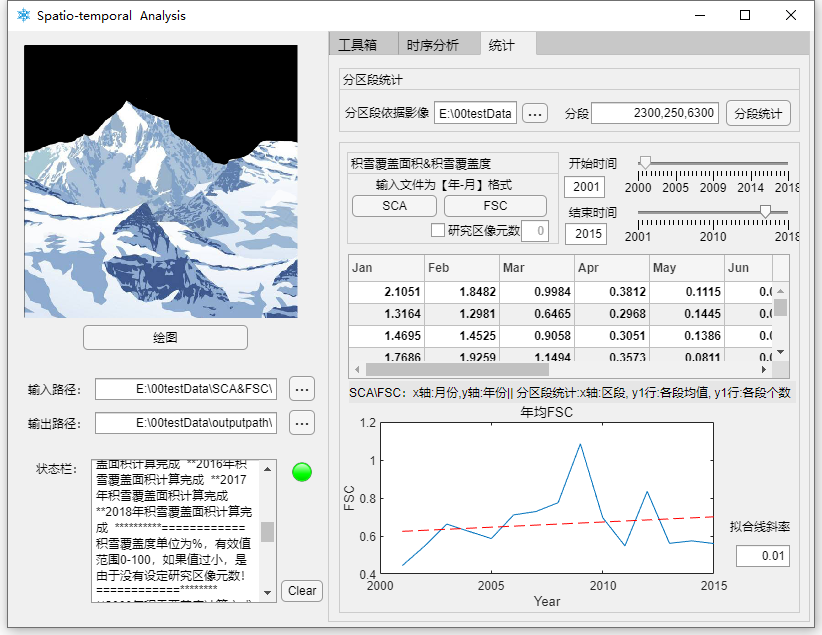 Spatio-temporal Analysis
工具箱 时序分析 统计
分区段统计
分区段依据影像 E:\00testData ... 分段 2300,250,6300 分段统计
积雪覆盖面积&积雪覆盖度
输入文件为【年-月】格式
SCA FSC
研究区像元数 0
开始时间
2001
2000 2005 2009 2014 2018
结束时间
2015
2001 2010 2018
Jan Feb Mar Apr May Jun
2.1051 1.8482 0.9984 0.3812 0.1115 0.0
1.3164 1.2981 0.6465 0.2968 0.1445 0.0
1.4695 1.4525 0.9058 0.3051 0.1386 0.0
1.7686 1.9259 1.1494 0.3573 0.0811 0.0
SCA\FSC：x轴:月份,y轴:年份|| 分区段统计:x轴:区段, y1行:各段均值, y1行:各段个数
年均FSC
1.2
1
0.8
0.6
0.4
FSC
2000 2005 2010 2015
Year
拟合线斜率
0.01
绘图
输入路径： E:\00testData\SCA&FSC\ ...
输出路径： E:\00testData\outputpath\ ...
状态栏：
盖面积计算完成 **2016年积
雪覆盖面积计算完成 **2017
年积雪覆盖面积计算完成
**2018年积雪覆盖面积计算完
成 **********============
积雪覆盖度单位为%，有效值
范围0-100，如果值过小，是
由于没有设定研究区像元数!
============********
Clear